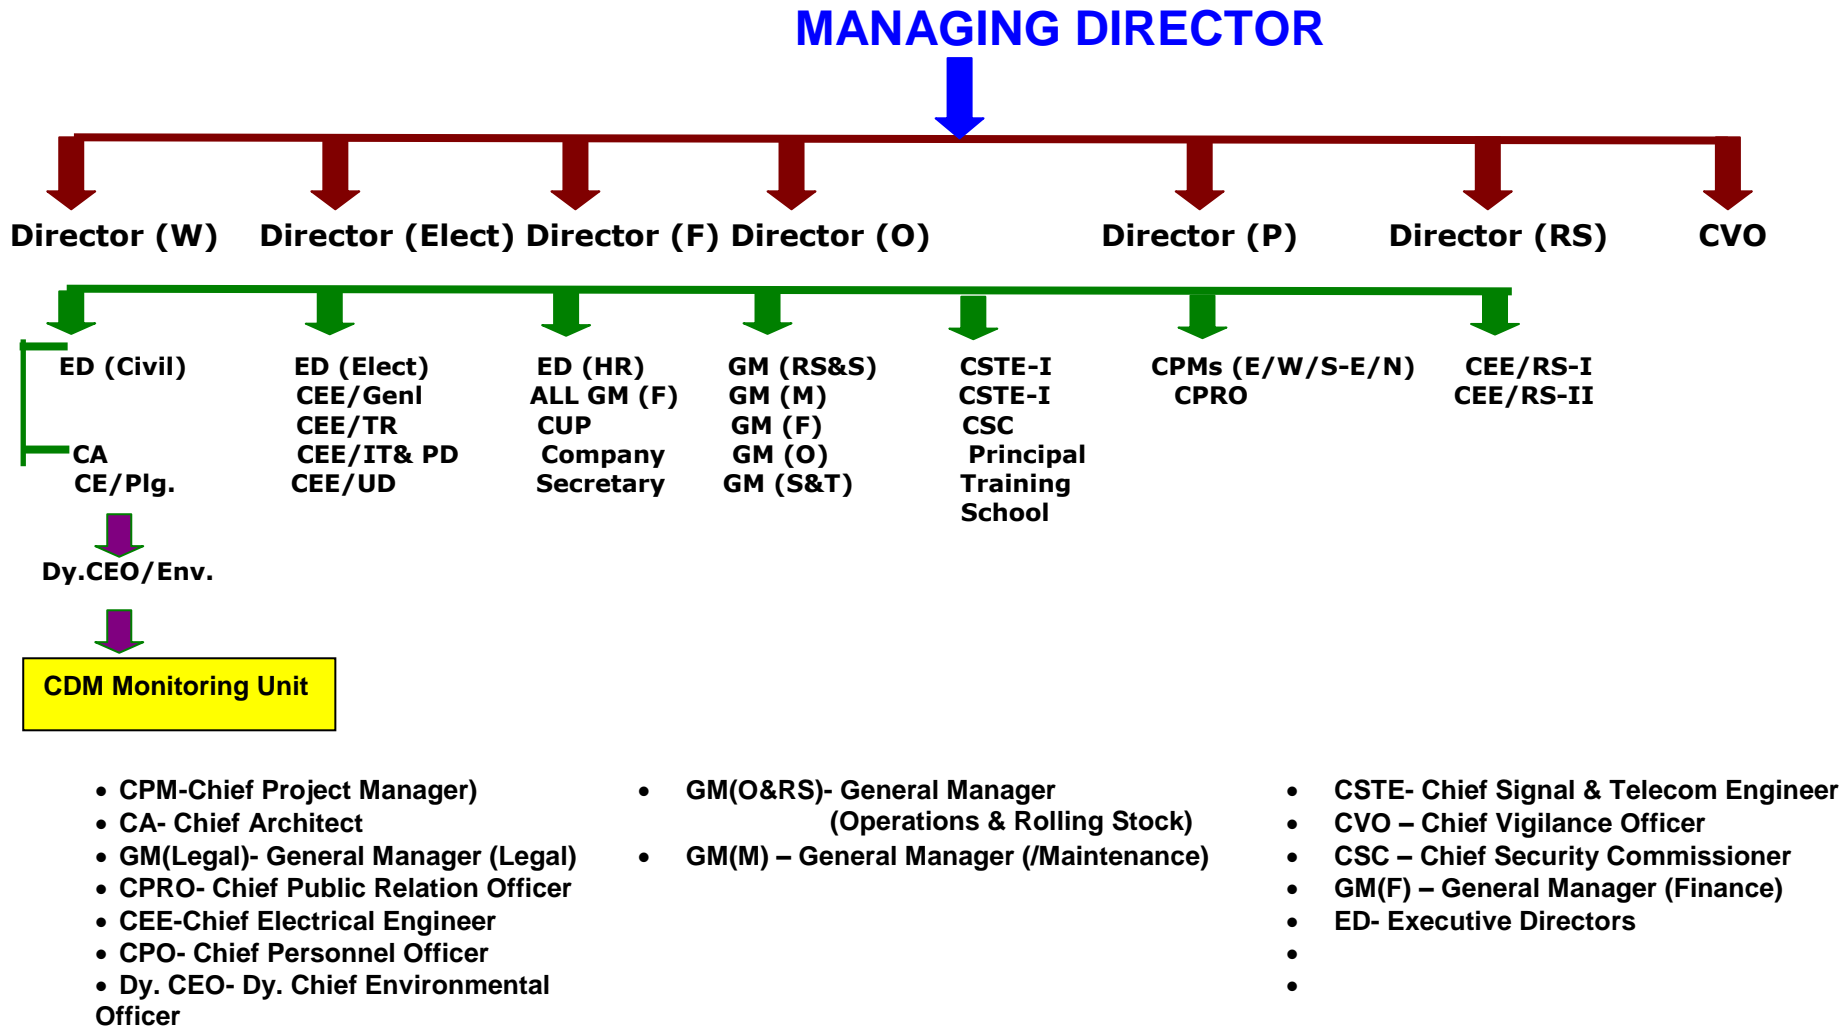 MANAGING DIRECTOR
Director (W) Director (Elect) Director (F) Director (O) Director (P) Director (RS) CVO
ED (Civil) ED (Elect) ED (HR) GM (RS&S) CSTE-I CPMs (E/W/S-E/N) CEE/RS-I
CEE/Genl ALL GM (F) GM (M) CSTE-I CPRO CEE/RS-II
CEE/TR CUP GM (F) CSC
CA CEE/IT& PD Company GM (O) Principal
CE/Plg. CEE/UD Secretary GM (S&T) Training
School
Dy.CEO/Env.
CDM Monitoring Unit
• CPM-Chief Project Manager)
• CA- Chief Architect
• GM(Legal)- General Manager (Legal)
• CPRO- Chief Public Relation Officer
• CEE-Chief Electrical Engineer
• CPO- Chief Personnel Officer
• Dy. CEO- Dy. Chief Environmental
Officer
• GM(O&RS)- General Manager
(Operations & Rolling Stock)
• GM(M) – General Manager (/Maintenance)
• CSTE- Chief Signal & Telecom Engineer
• CVO – Chief Vigilance Officer
• CSC – Chief Security Commissioner
• GM(F) – General Manager (Finance)
• ED- Executive Directors
•
•